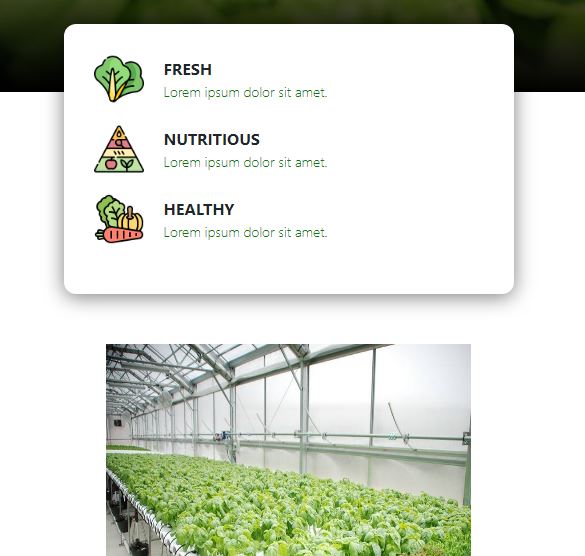 FRESH
Lorem ipsum dolor sit amet.
NUTRITIOUS
Lorem ipsum dolor sit amet.
HEALTHY
Lorem ipsum dolor sit amet.